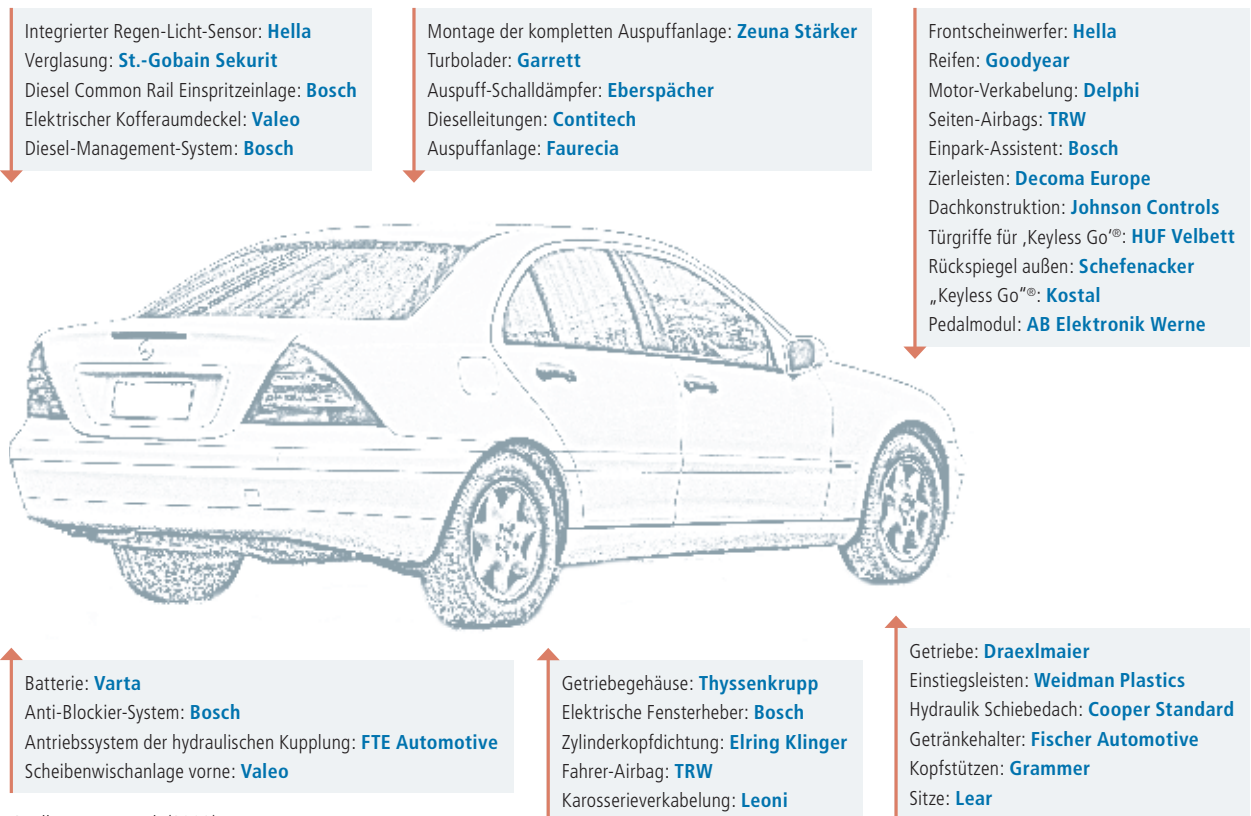 Integrierter Regen-Licht-Sensor: Hella
Verglasung: St.-Gobain Sekurit
Diesel Common Rail Einspritzeinlage: Bosch
Elektrischer Kofferaumdeckel: Valeo
Diesel-Management-System: Bosch
Montage der kompletten Auspuffanlage: Zeuna Stärker
Turbolader: Garrett
Auspuff-Schalldämpfer: Eberspächer
Dieselleitungen: Contitech
Auspuffanlage: Faurecia
Frontscheinwerfer: Hella
Reifen: Goodyear
Motor-Verkabelung: Delphi
Seiten-Airbags: TRW
Einpark-Assistent: Bosch
Zierleisten: Decoma Europe
Dachkonstruktion: Johnson Controls
Türgriffe für ‚Keyless Go'®: HUF Velbett
Rückspiegel außen: Schefenacker
„Keyless Go"®: Kostal
Pedalmodul: AB Elektronik Werne
Batterie: Varta
Anti-Blockier-System: Bosch
Antriebssystem der hydraulischen Kupplung: FTE Automotive
Scheibenwischanlage vorne: Valeo
Getriebegehäuse: Thyssenkrupp
Elektrische Fensterheber: Bosch
Zylinderkopfdichtung: Elring Klinger
Fahrer-Airbag: TRW
Karosserieverkabelung: Leoni
Getriebe: Draexlmaier
Einstiegsleisten: Weidman Plastics
Hydraulik Schiebedach: Cooper Standard
Getränkehalter: Fischer Automotive
Kopfstützen: Grammer
Sitze: Lear